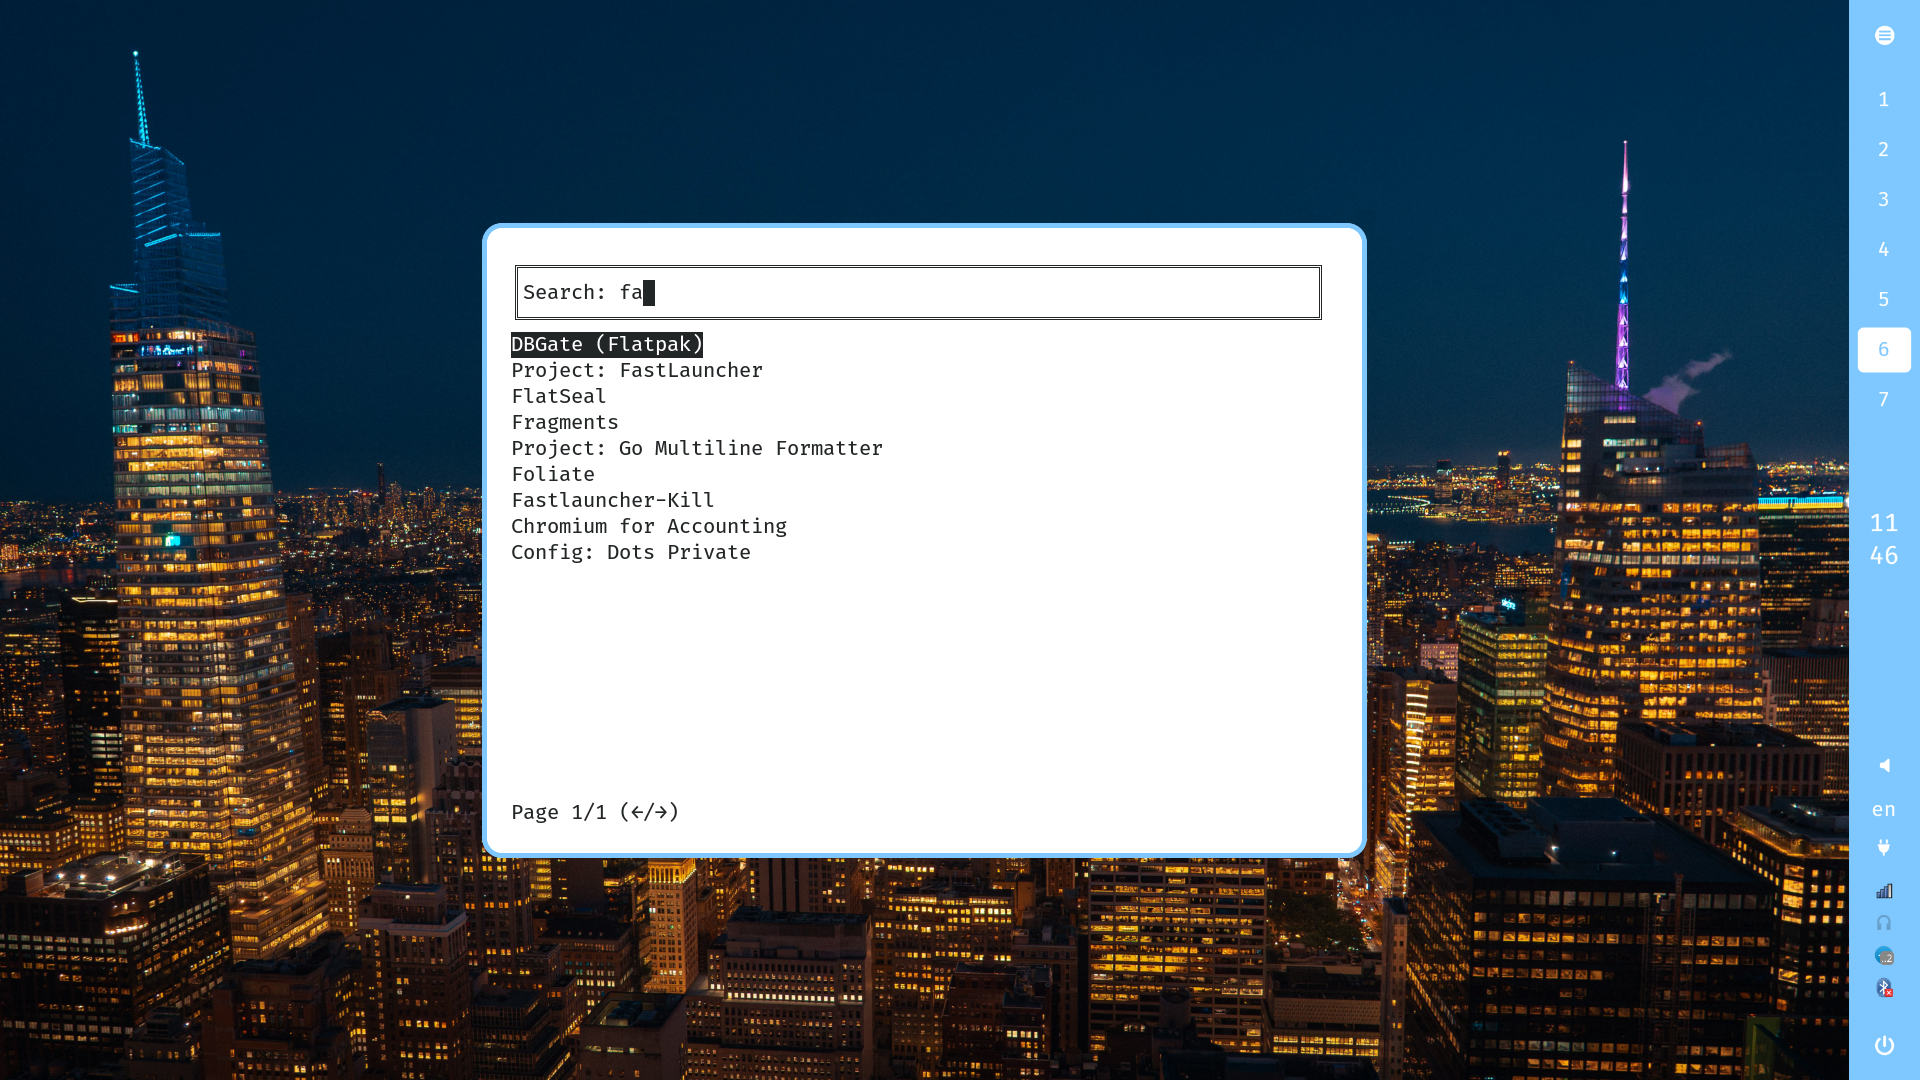 Search: fa
DBGate (Flatpak)
Project: FastLauncher
FlatSeal
Fragments
Project: Go Multiline Formatter
Foliate
Fastlauncher-Kill
Chromium for Accounting
Config: Dots Private
Page 1/1 (←/→)
1
2
3
4
5
6
7
11
46
en